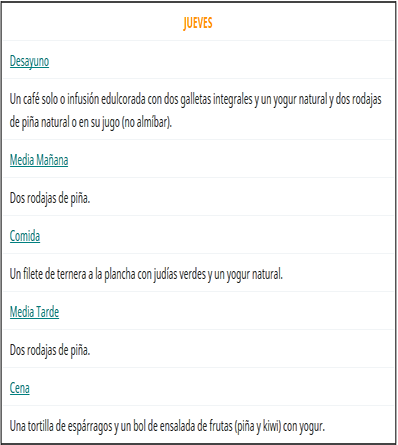 JUEVES
Desayuno
Un café solo o infusión edulcorada con dos galletas integrales y un yogur natural y dos rodajas
de piña natural o en su jugo (no almíbar).
Media Mañana
Dos rodajas de piña.
Comida
Un filete de ternera a la plancha con judías verdes y un yogur natural.
Media Tarde
Dos rodajas de piña.
Cena
Una tortilla de espárragos y un bol de ensalada de frutas (piña y kiwi) con yogur.